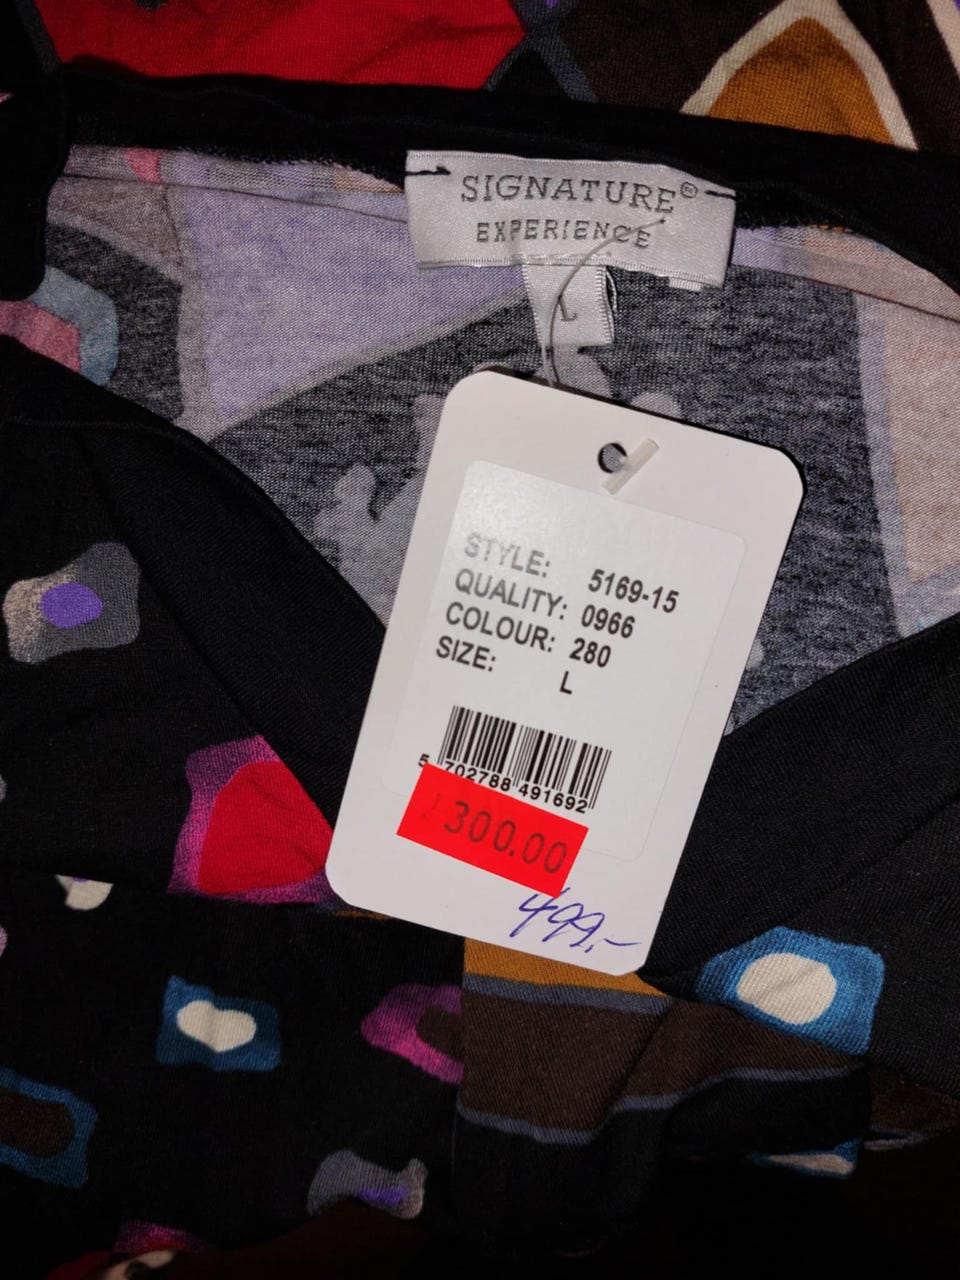 SIGNATURE®
EXPERIENCE
L
STYLE: 5169-15
QUALITY: 0966
COLOUR: 280
SIZE: L
5 702788 491692
300.00
499,-